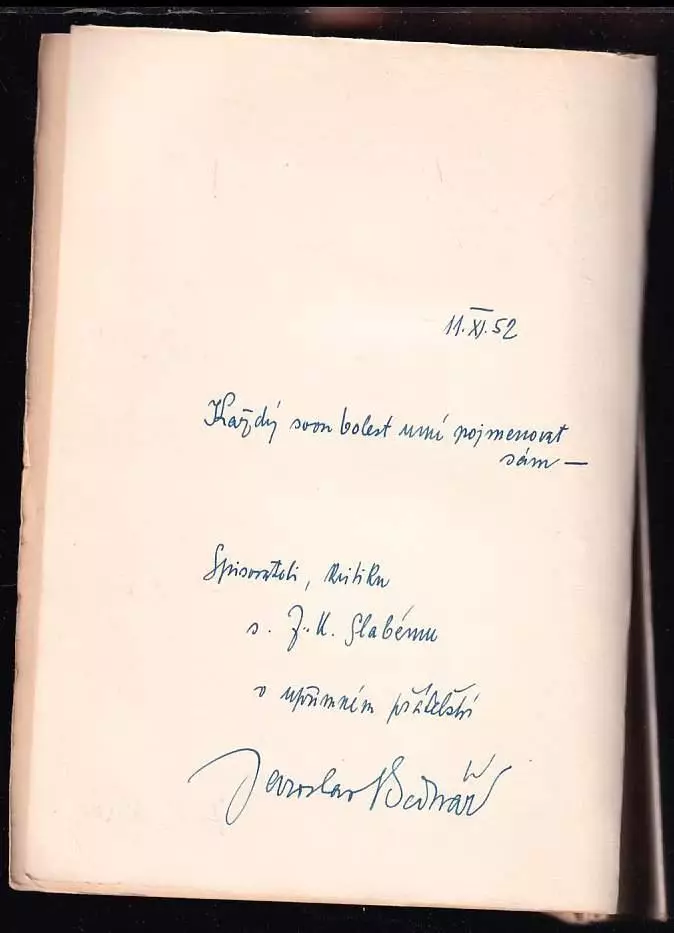 11. XI. 52
Každý svou bolest umí pojmenovat
sám —
Spisovateli, kritiku
s. Z. K. Slabému
v upřímném přátelství
Jaroslav Bednář